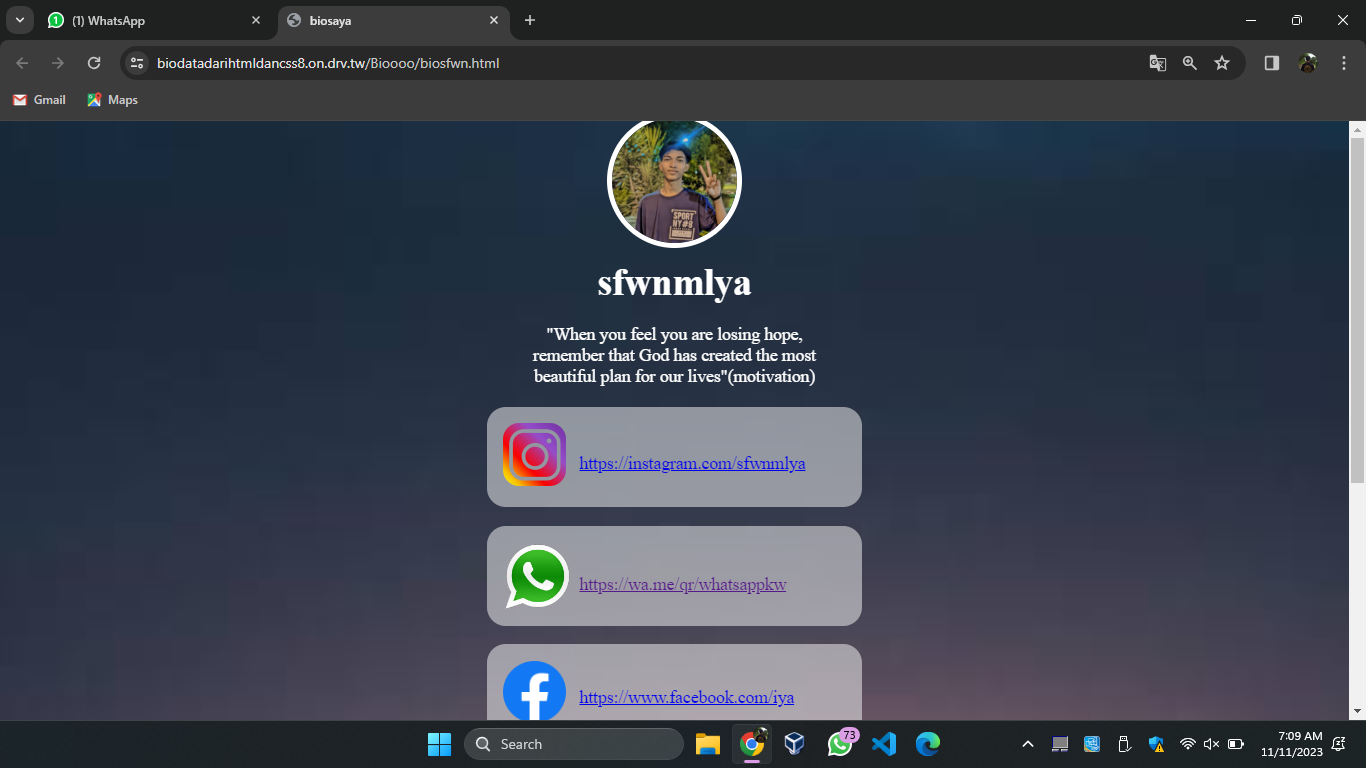 (1) WhatsApp
biosaya
biodatadarihtmldancss8.on.drv.tw/Bioooo/biosfwn.html
Gmail
Maps
SPORT
NY#8
sfwnmlya
"When you feel you are losing hope,
remember that God has created the most
beautiful plan for our lives"(motivation)
https://instagram.com/sfwnmlya
https://wa.me/qr/whatsappkw
https://www.facebook.com/iya
Search
73
7:09 AM
11/11/2023